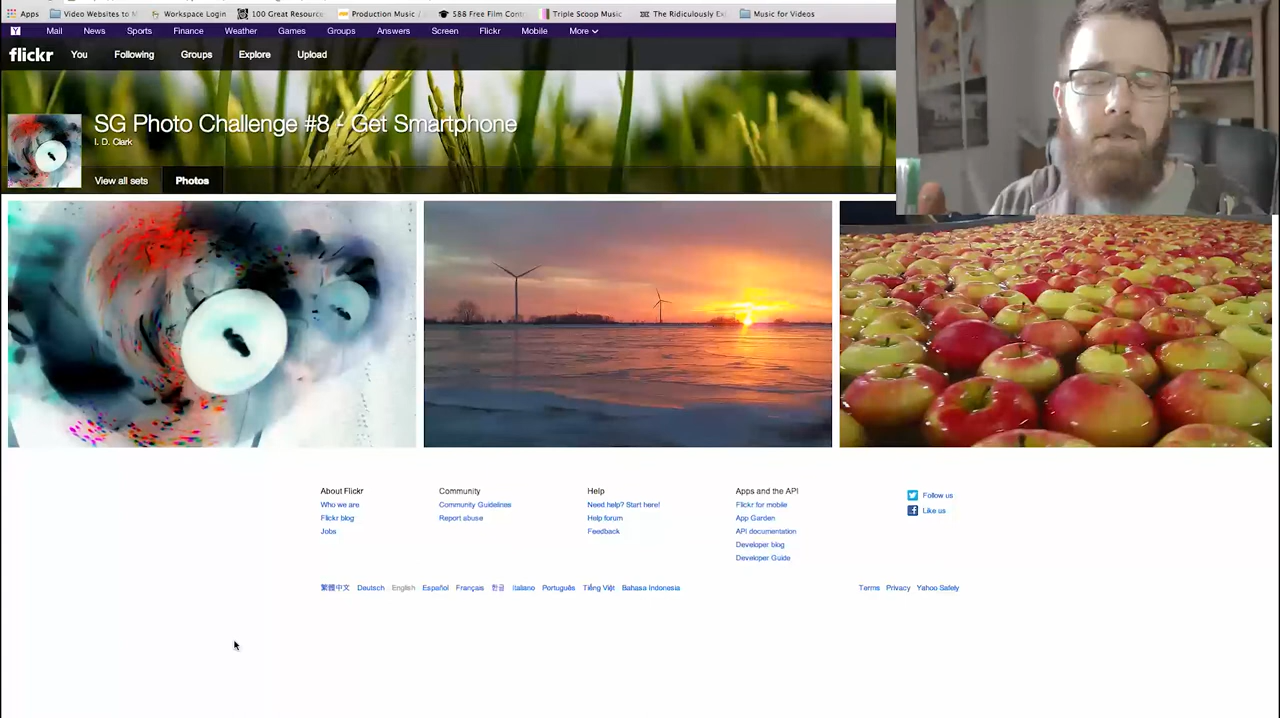 Apps Video Websites to M Workspace Login 100 Great Resource Production Music / 588 Free Film Cont Triple Scoop Music The Ridiculously Ex Music for Videos
Y Mail News Sports Finance Weather Games Groups Answers Screen Flickr Mobile More
flickr You Following Groups Explore Upload
SG Photo Challenge #8 - Get Smartphone
I. D. Clark
View all sets Photos
About Flickr Community Help Apps and the API
Who we are Community Guidelines Need help? Start here! Flickr for mobile Follow us
Flickr blog Report abuse Help forum App Garden Like us
Jobs Feedback API documentation
Developer blog
Developer Guide
繁體中文 Deutsch English Español Français 한글 Italiano Português Tiếng Việt Bahasa Indonesia Terms Privacy Yahoo Safely